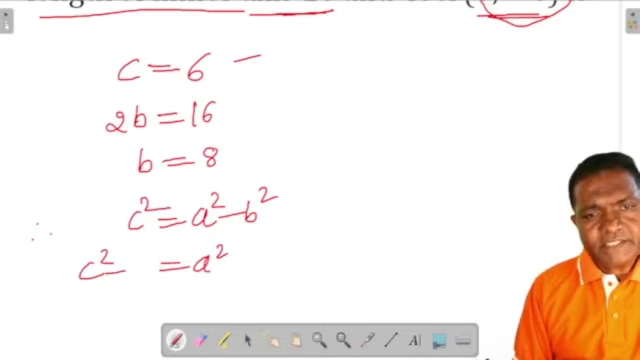 c = 6 –
2b = 16
b = 8
c² = a² – b²
∴ c² = a²
A